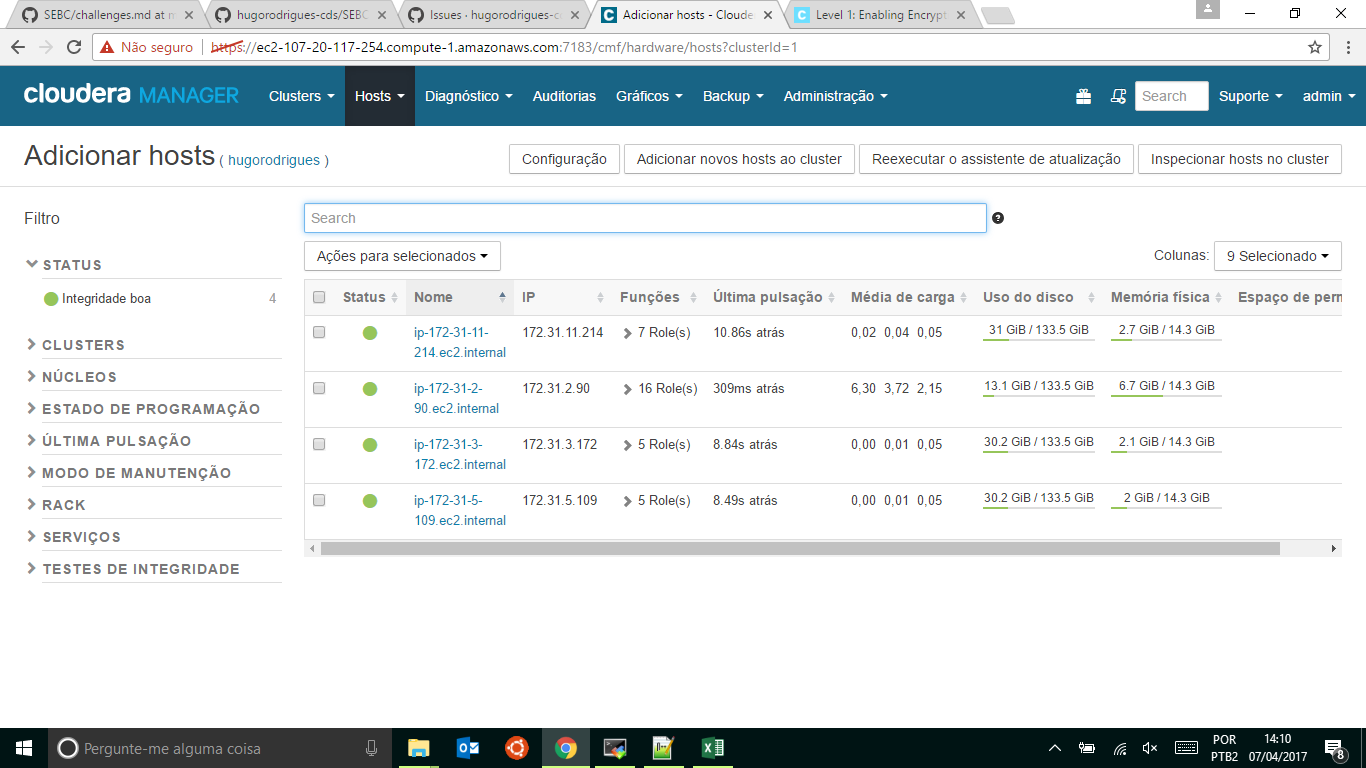 SEBC/challenges.md at m
hugorodrigues-cds/SEBC
Issues · hugorodrigues-c
Adicionar hosts - Cloude
Level 1: Enabling Encrypt
Não seguro
https://ec2-107-20-117-254.compute-1.amazonaws.com:7183/cmf/hardware/hosts?clusterId=1
cloudera MANAGER
Clusters
Hosts
Diagnóstico
Auditorias
Gráficos
Backup
Administração
Search
Suporte
admin
Adicionar hosts ( hugorodrigues )
Configuração
Adicionar novos hosts ao cluster
Reexecutar o assistente de atualização
Inspecionar hosts no cluster
Filtro
STATUS
Integridade boa 4
CLUSTERS
NÚCLEOS
ESTADO DE PROGRAMAÇÃO
ÚLTIMA PULSAÇÃO
MODO DE MANUTENÇÃO
RACK
SERVIÇOS
TESTES DE INTEGRIDADE
Search
?
Ações para selecionados
Colunas: 9 Selecionado
Status Nome IP Funções Última pulsação Média de carga Uso do disco Memória física Espaço de perm
ip-172-31-11-214.ec2.internal 172.31.11.214 7 Role(s) 10.86s atrás 0,02 0,04 0,05 31 GiB / 133.5 GiB 2.7 GiB / 14.3 GiB
ip-172-31-2-90.ec2.internal 172.31.2.90 16 Role(s) 309ms atrás 6,30 3,72 2,15 13.1 GiB / 133.5 GiB 6.7 GiB / 14.3 GiB
ip-172-31-3-172.ec2.internal 172.31.3.172 5 Role(s) 8.84s atrás 0,00 0,01 0,05 30.2 GiB / 133.5 GiB 2.1 GiB / 14.3 GiB
ip-172-31-5-109.ec2.internal 172.31.5.109 5 Role(s) 8.49s atrás 0,00 0,01 0,05 30.2 GiB / 133.5 GiB 2 GiB / 14.3 GiB
Pergunte-me alguma coisa
POR
PTB2
14:10
07/04/2017
8